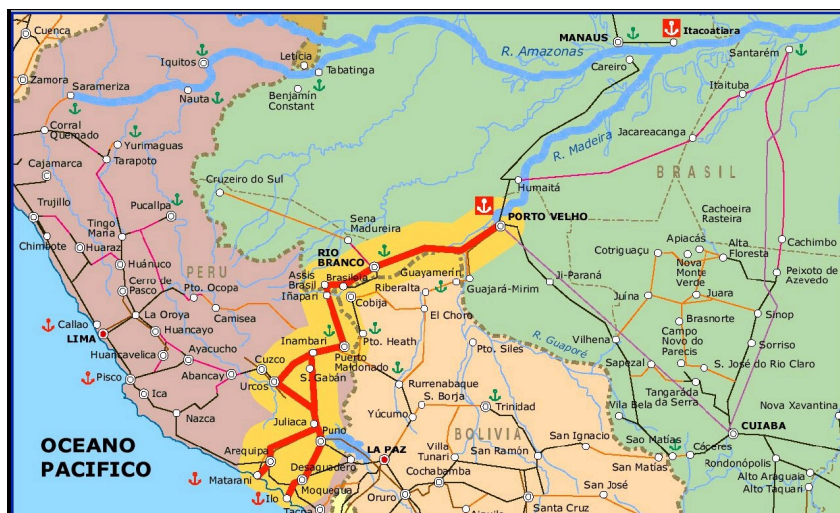 Cuenca
Zamora
Sarameriza
Iquitos
Nauta
Leticia
Tabatinga
Benjamín
Constant
R. Amazonas
MANAUS
Itacoatiara
Careiro
Santarém
Itaituba
Jacareacanga
R. Madeira
BRASIL
Corral
Quemado
Yurimaguas
Tarapoto
Cajamarca
Trujillo
Pucallpa
Cruzeiro do Sul
Humaitá
Sena
Madureira
PORTO VELHO
Cachoeira
Rasteira
Tingo
María
Chimbote
Huaraz
Huánuco
PERU
Cerro de
Pasco
Pto. Ocopa
RIO
BRANCO
Assis
Brasil
Brasileia
Iñapari
Cobija
Riberalta
Guayamerin
Guajará-Mirim
Ji-Paraná
Cotriguaçu
Apiacás
Nova
Monte
Verde
Alta
Floresta
Cachimbo
Peixoto de
Azevedo
Juína
Juara
Callao
LIMA
La Oroya
Huancayo
Camisea
El Choro
R. Guaporé
Brasnorte
Sinop
Huancavelica
Ayacucho
Inambari
Puerto
Maldonado
Pto. Heath
Pto. Siles
Vilhena
Campo
Novo do
Parecis
Sorriso
Pisco
Ica
Abancay
Cuzco
Urcos
S. Gabán
Rurrenabaque
S. Borja
Sapezal
S. José do Rio Claro
Tangarada
da Serra
Nazca
Juliaca
Puno
Yúcumo
Trinidad
Vila Bela
Nova Xavantina
OCEANO
PACIFICO
Arequipa
Matarani
Desaguadero
LA PAZ
BOLIVIA
Villa
Tunari
San Ramón
San Ignacio
Sao Matías
San Matías
Cáceres
CUIABA
Rondonópolis
Alto Araguaia
Alto Taquari
Ilo
Moquegua
Tacna
Oruro
Cochabamba
San José
Santa Cruz